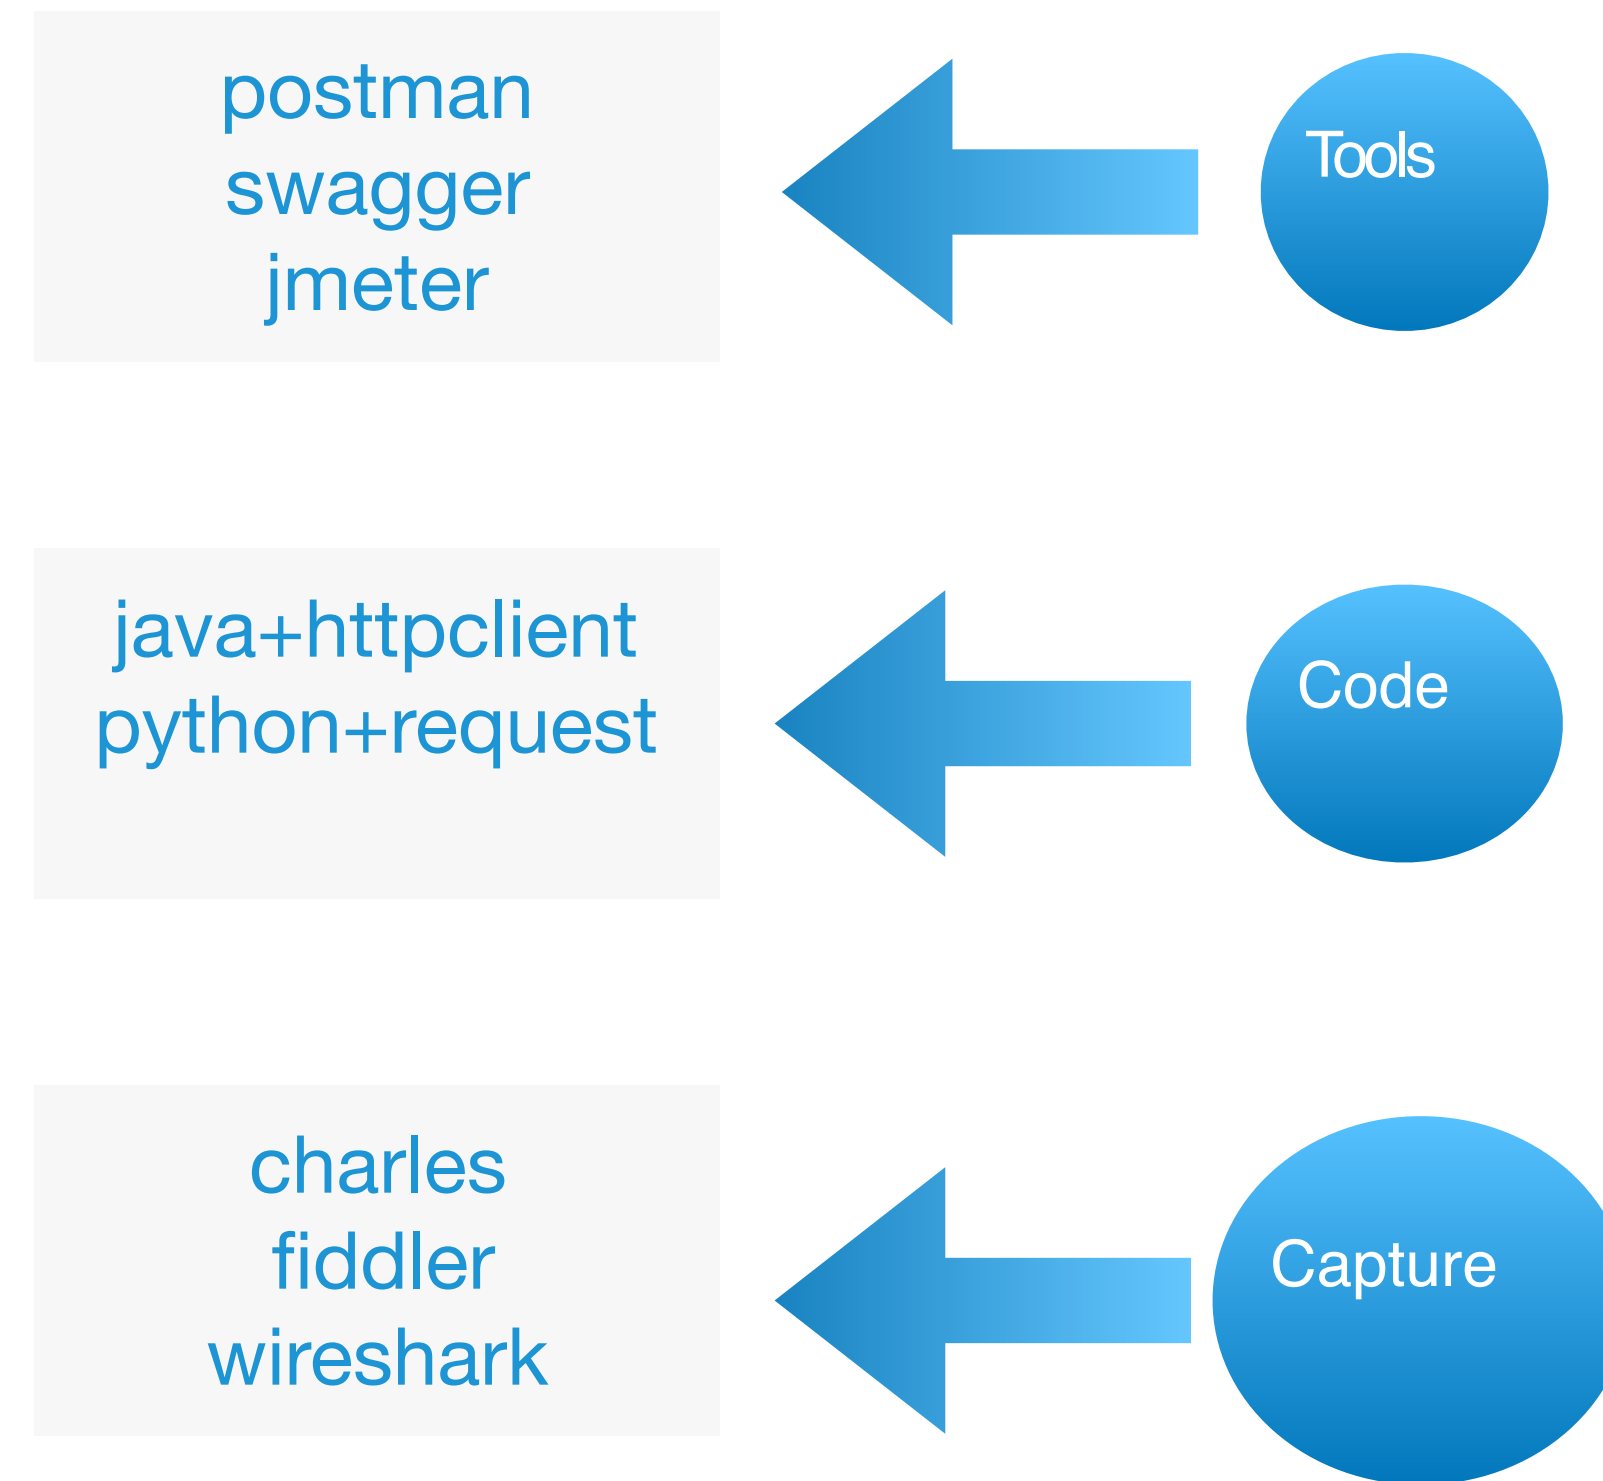 postman
swagger
jmeter
Tools
java+httpclient
python+request
Code
charles
fiddler
wireshark
Capture